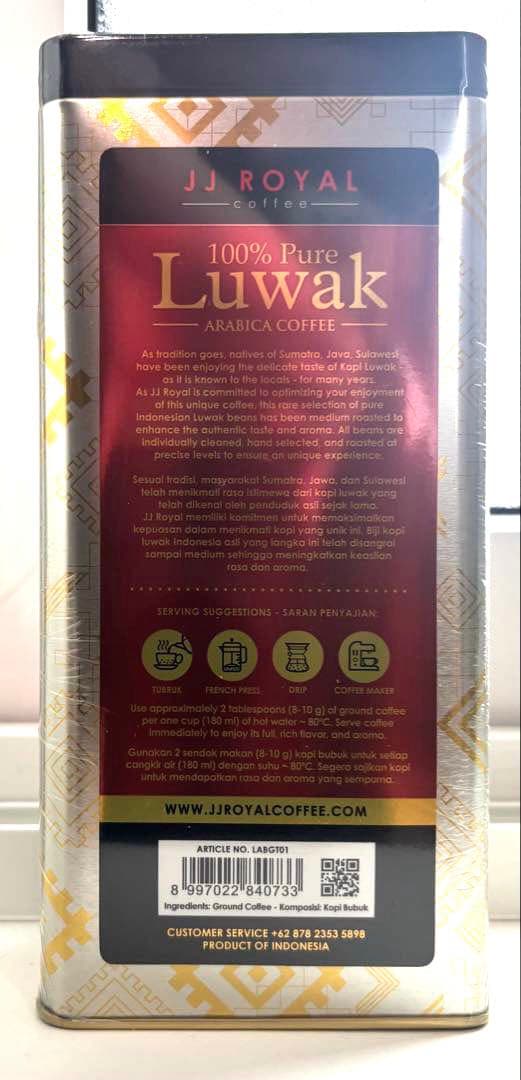 JJ ROYAL
coffee
100% Pure
Luwak
ARABICA COFFEE
As tradition goes, natives of Sumatra, Java, Sulawesi
have been enjoying the delicate taste of Kopi Luwak -
as it is known to the locals - for many years.
As JJ Royal is committed to optimizing your enjoyment
of this unique coffee, this rare selection of pure
Indonesian Luwak beans has been medium roasted to
enhance the authentic taste and aroma. All beans are
individually cleaned, hand selected, and roasted at
precise levels to ensure an unique experience.
Sesuai tradisi, masyarakat Sumatra, Jawa, dan Sulawesi
telah menikmati rasa istimewa dari kopi luwak yang
telah dikenal oleh penduduk asli sejak lama.
JJ Royal memiliki komitmen untuk memaksimalkan
kepuasan dalam menikmati kopi yang unik ini. Biji kopi
luwak Indonesia asli yang langka ini telah disangrai
sampai medium sehingga meningkatkan keaslian
rasa dan aroma.
SERVING SUGGESTIONS - SARAN PENYAJIAN:
TUBRUK FRENCH PRESS DRIP COFFEE MAKER
Use approximately 2 tablespoons (8-10 g) of ground coffee
per one cup (180 ml) of hot water ~ 80°C. Serve coffee
immediately to enjoy its full, rich flavor, and aroma.
Gunakan 2 sendok makan (8-10 g) kopi bubuk untuk setiap
cangkir air (180 ml) dengan suhu ~ 80°C. Segera sajikan kopi
untuk mendapatkan rasa dan aroma yang sempurna.
WWW.JJROYALCOFFEE.COM
ARTICLE NO. LABGT01
8 997022 840733
Ingredients: Ground Coffee - Komposisi: Kopi Bubuk
CUSTOMER SERVICE +62 878 2353 5898
PRODUCT OF INDONESIA